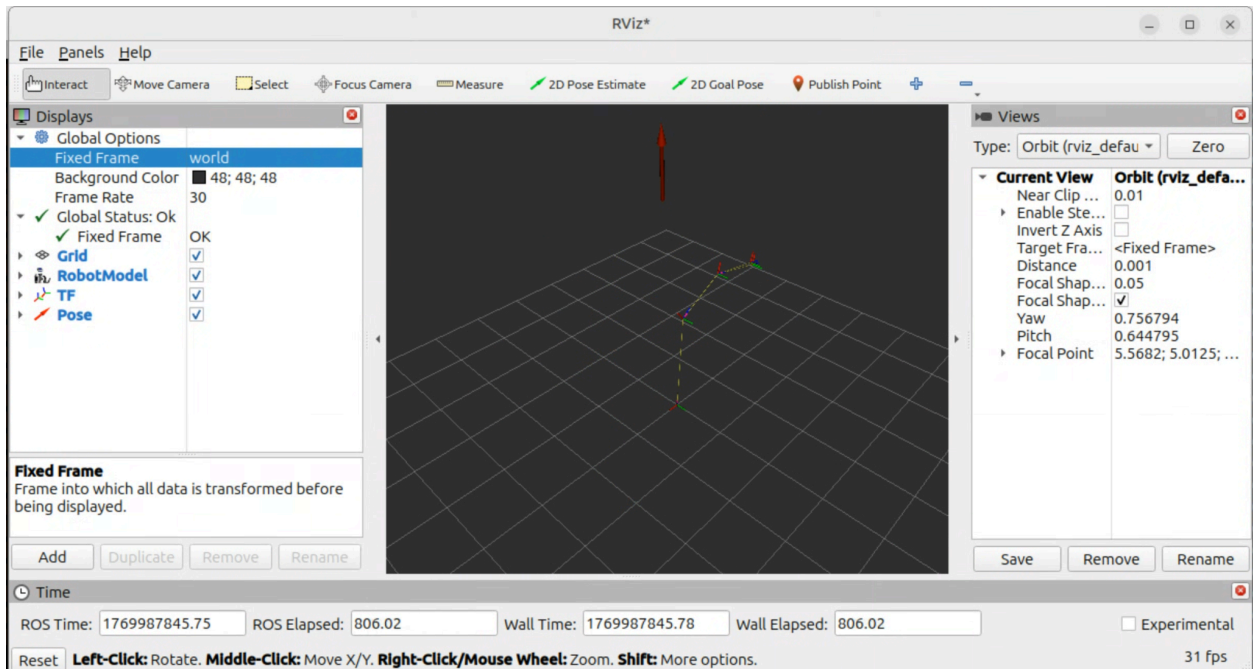 RViz*
File Panels Help
Interact Move Camera Select Focus Camera Measure 2D Pose Estimate 2D Goal Pose Publish Point
Displays
Global Options
Fixed Frame world
Background Color 48; 48; 48
Frame Rate 30
Global Status: Ok
Fixed Frame OK
Grid
RobotModel
TF
Pose
Fixed Frame
Frame into which all data is transformed before
being displayed.
Add Duplicate Remove Rename
Views
Type: Orbit (rviz_defau Zero
Current View Orbit (rviz_defa...
Near Clip ... 0.01
Enable Ste...
Invert Z Axis
Target Fra... <Fixed Frame>
Distance 0.001
Focal Shap... 0.05
Focal Shap...
Yaw 0.756794
Pitch 0.644795
Focal Point 5.5682; 5.0125; ...
Save Remove Rename
Time
ROS Time: 1769987845.75 ROS Elapsed: 806.02 Wall Time: 1769987845.78 Wall Elapsed: 806.02 Experimental
Reset Left-Click: Rotate. Middle-Click: Move X/Y. Right-Click/Mouse Wheel: Zoom. Shift: More options. 31 fps